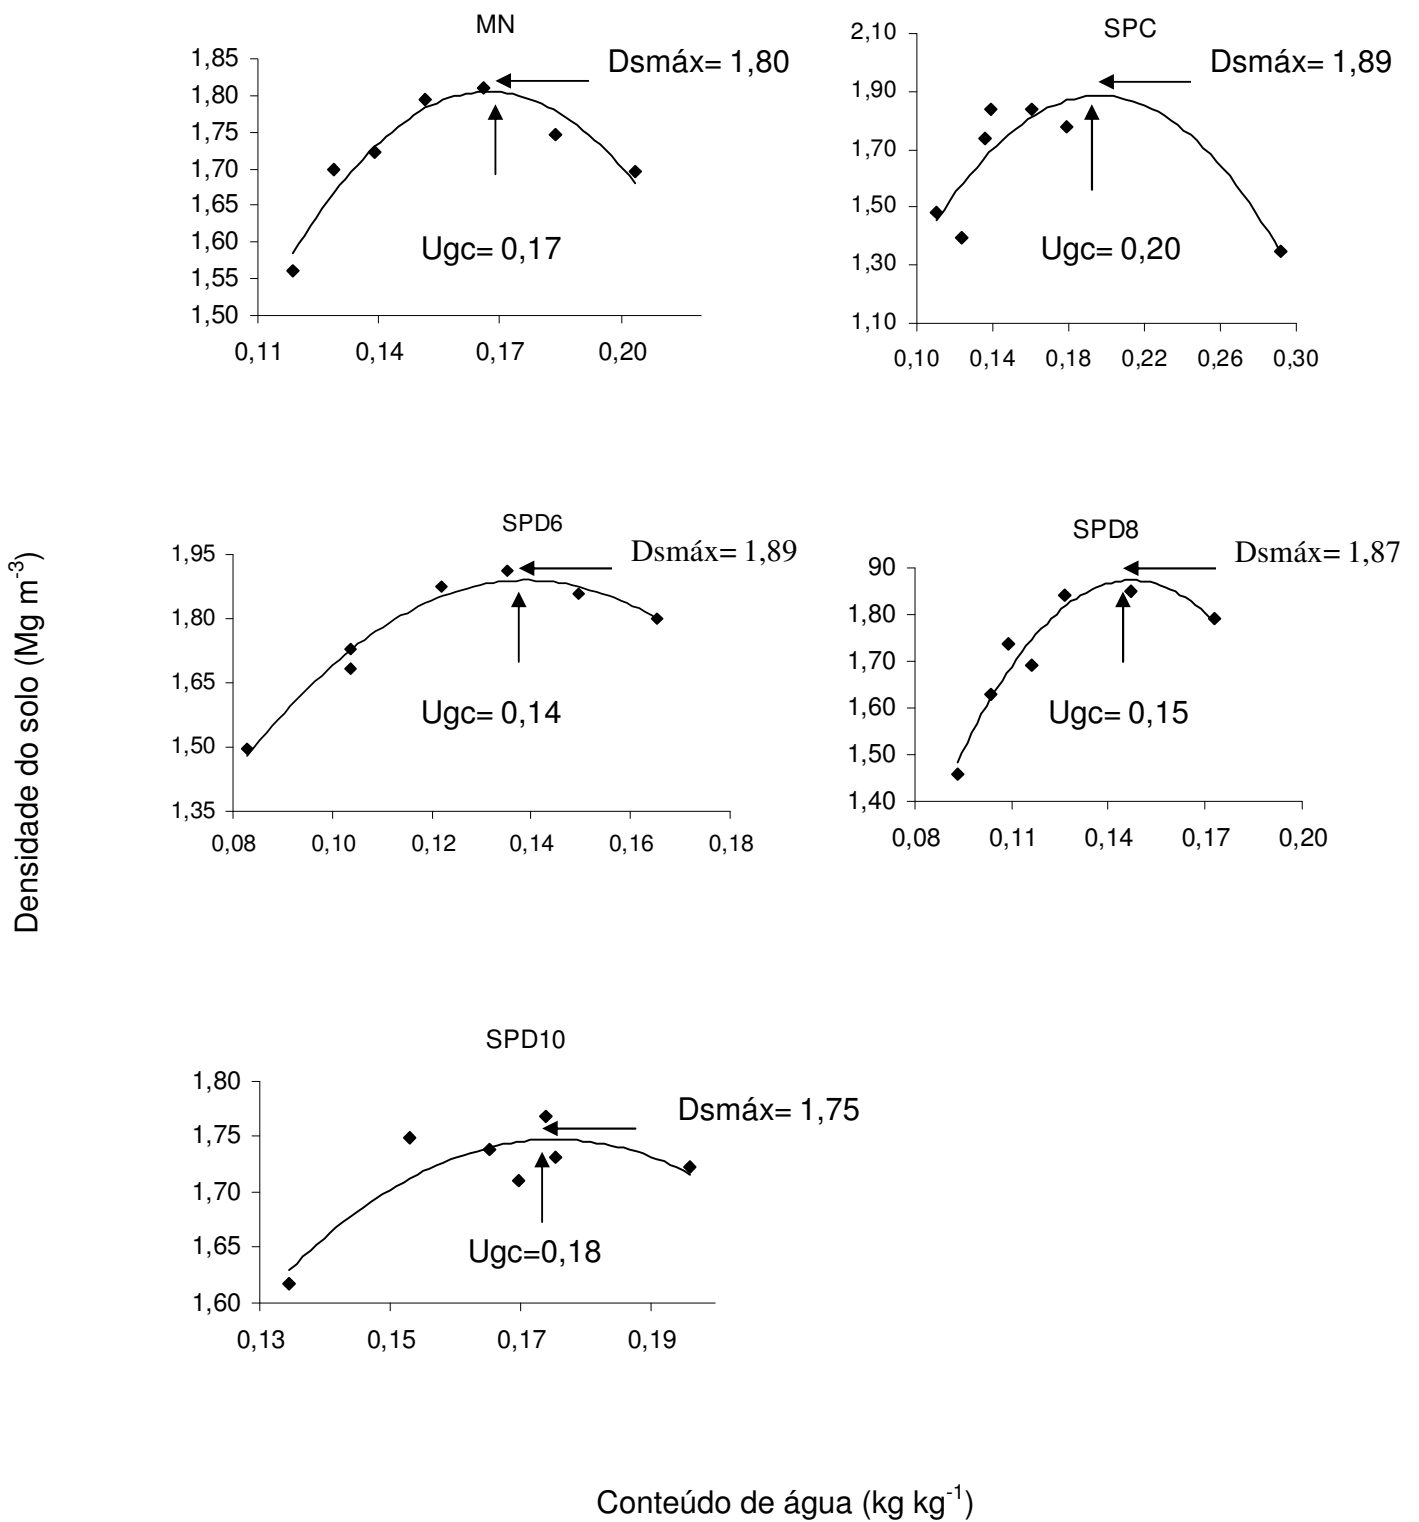 MN
Dsmáx= 1,80
1,85
1,80
1,75
1,70
1,65
1,60
1,55
1,50
Ugc= 0,17
0,11 0,14 0,17 0,20
SPC
Dsmáx= 1,89
2,10
1,90
1,70
1,50
1,30
1,10
Ugc= 0,20
0,10 0,14 0,18 0,22 0,26 0,30
Densidade do solo (Mg m-3)
SPD6
Dsmáx= 1,89
1,95
1,80
1,65
1,50
1,35
Ugc= 0,14
0,08 0,10 0,12 0,14 0,16 0,18
SPD8
Dsmáx= 1,87
90
1,80
1,70
1,60
1,50
1,40
Ugc= 0,15
0,08 0,11 0,14 0,17 0,20
SPD10
Dsmáx= 1,75
1,80
1,75
1,70
1,65
1,60
Ugc=0,18
0,13 0,15 0,17 0,19
Conteúdo de água (kg kg-1)